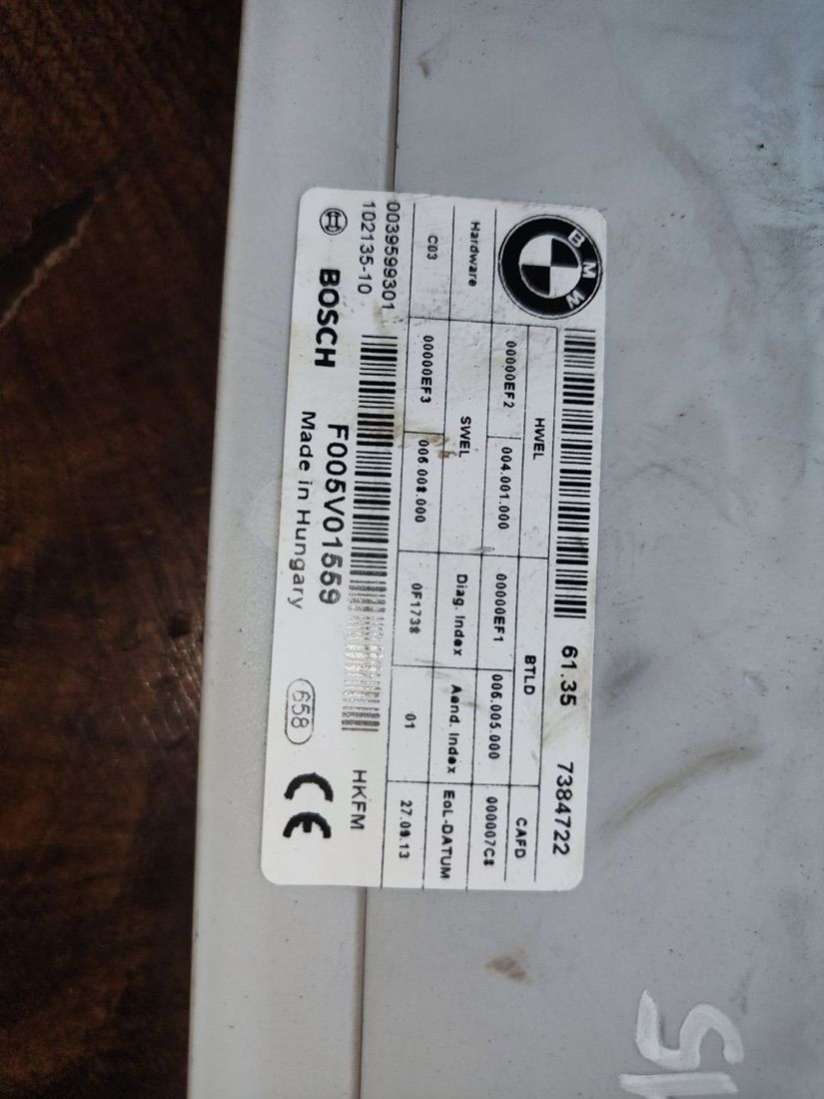 BMW
61.35 7384722
HWEL BTLD CAFD
00000EF2 004.001.000 00000EF1 006.005.000 000007C8
Hardware SWEL Diag. Index Aend. Index EoL-DATUM
C03 00000EF3 006.008.000 0F1738 01 27.09.13
0039599301
102135-10 HKFM
BOSCH F005V01559
Made in Hungary 658 CE